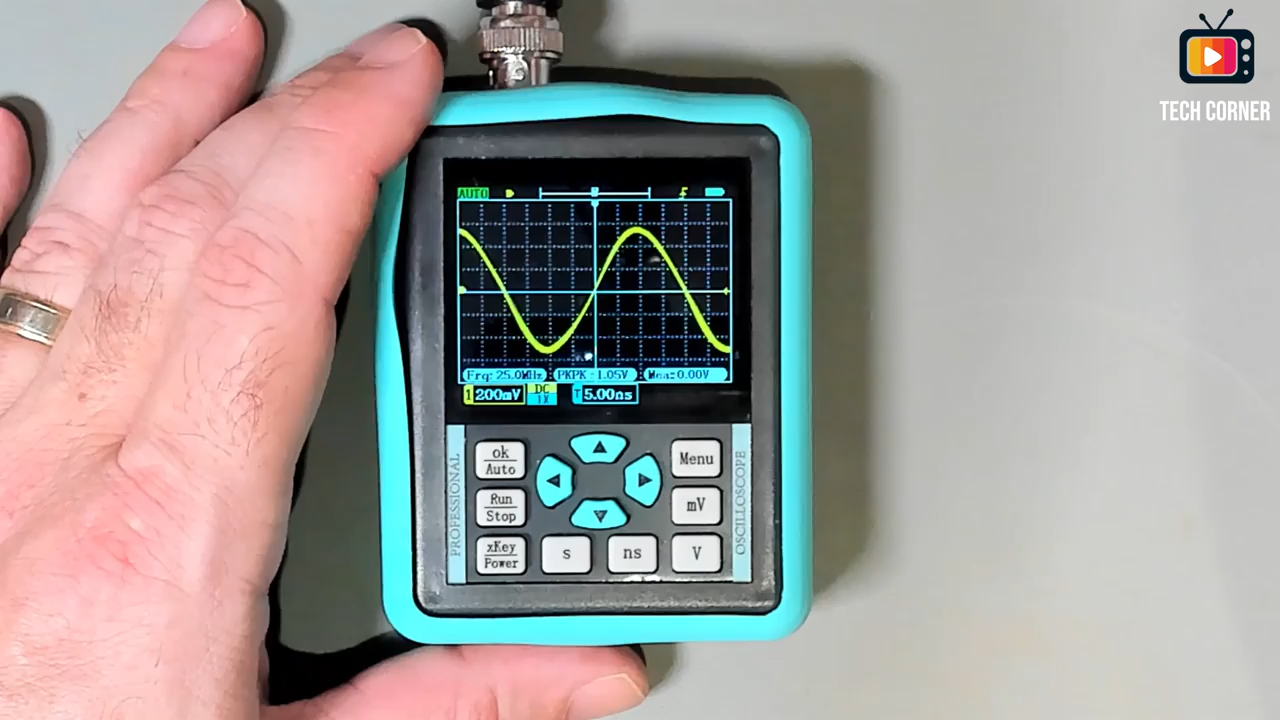 TECH CORNER
AUTO
Frq:25.0MHz PKPK:1.05V Mea:0.00V
1 200mV DC 1X T 5.00ns
PROFESSIONAL
OSCILLOSCOPE
ok
Auto
Menu
Run
Stop
mV
xKey
Power
s
ns
V